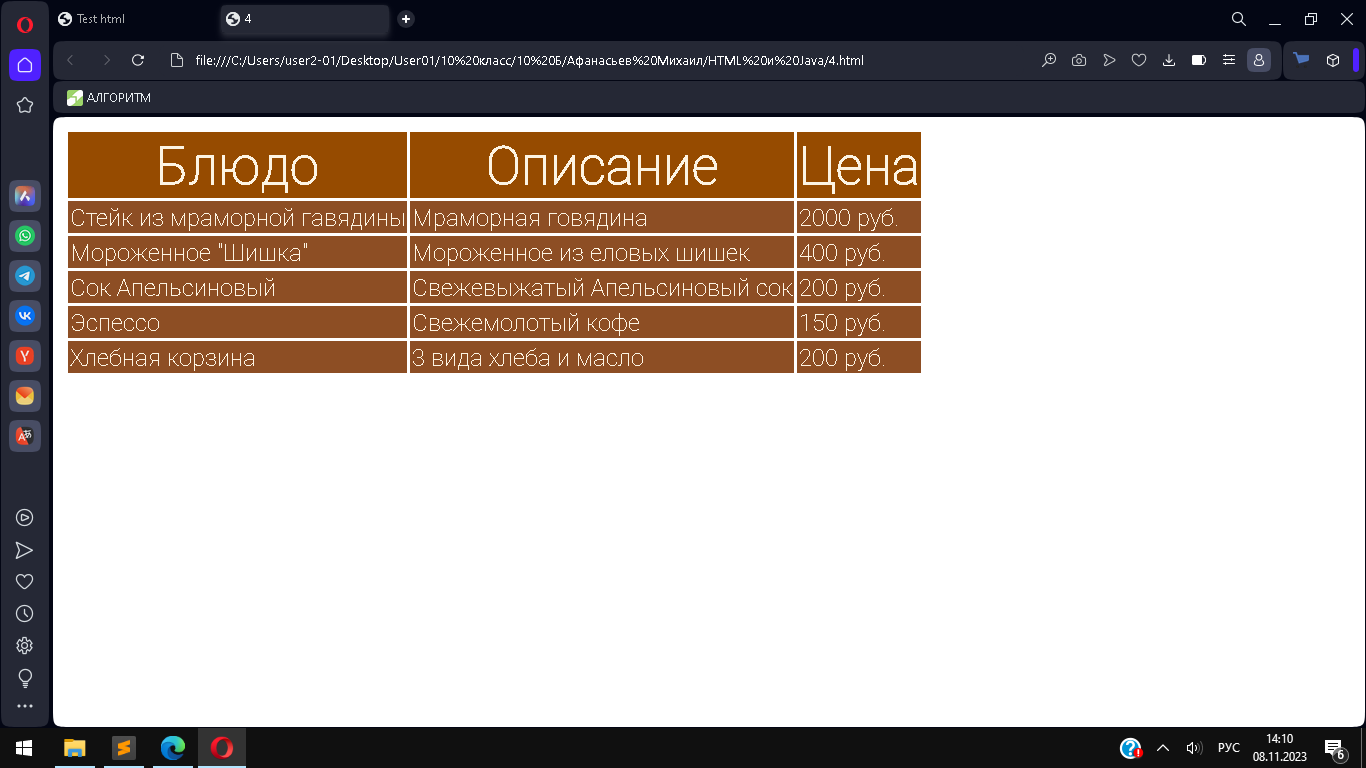 Test html
4
file:///C:/Users/user2-01/Desktop/User01/10%20класс/10%20Б/Афанасьев%20Михаил/HTML%20и%20Java/4.html
АЛГОРИТМ
Блюдо Описание Цена
Стейк из мраморной гавядины Мраморная говядина 2000 руб.
Мороженное "Шишка" Мороженное из еловых шишек 400 руб.
Сок Апельсиновый Свежевыжатый Апельсиновый сок 200 руб.
Эспессо Свежемолотый кофе 150 руб.
Хлебная корзина 3 вида хлеба и масло 200 руб.
РУС
14:10
08.11.2023
6